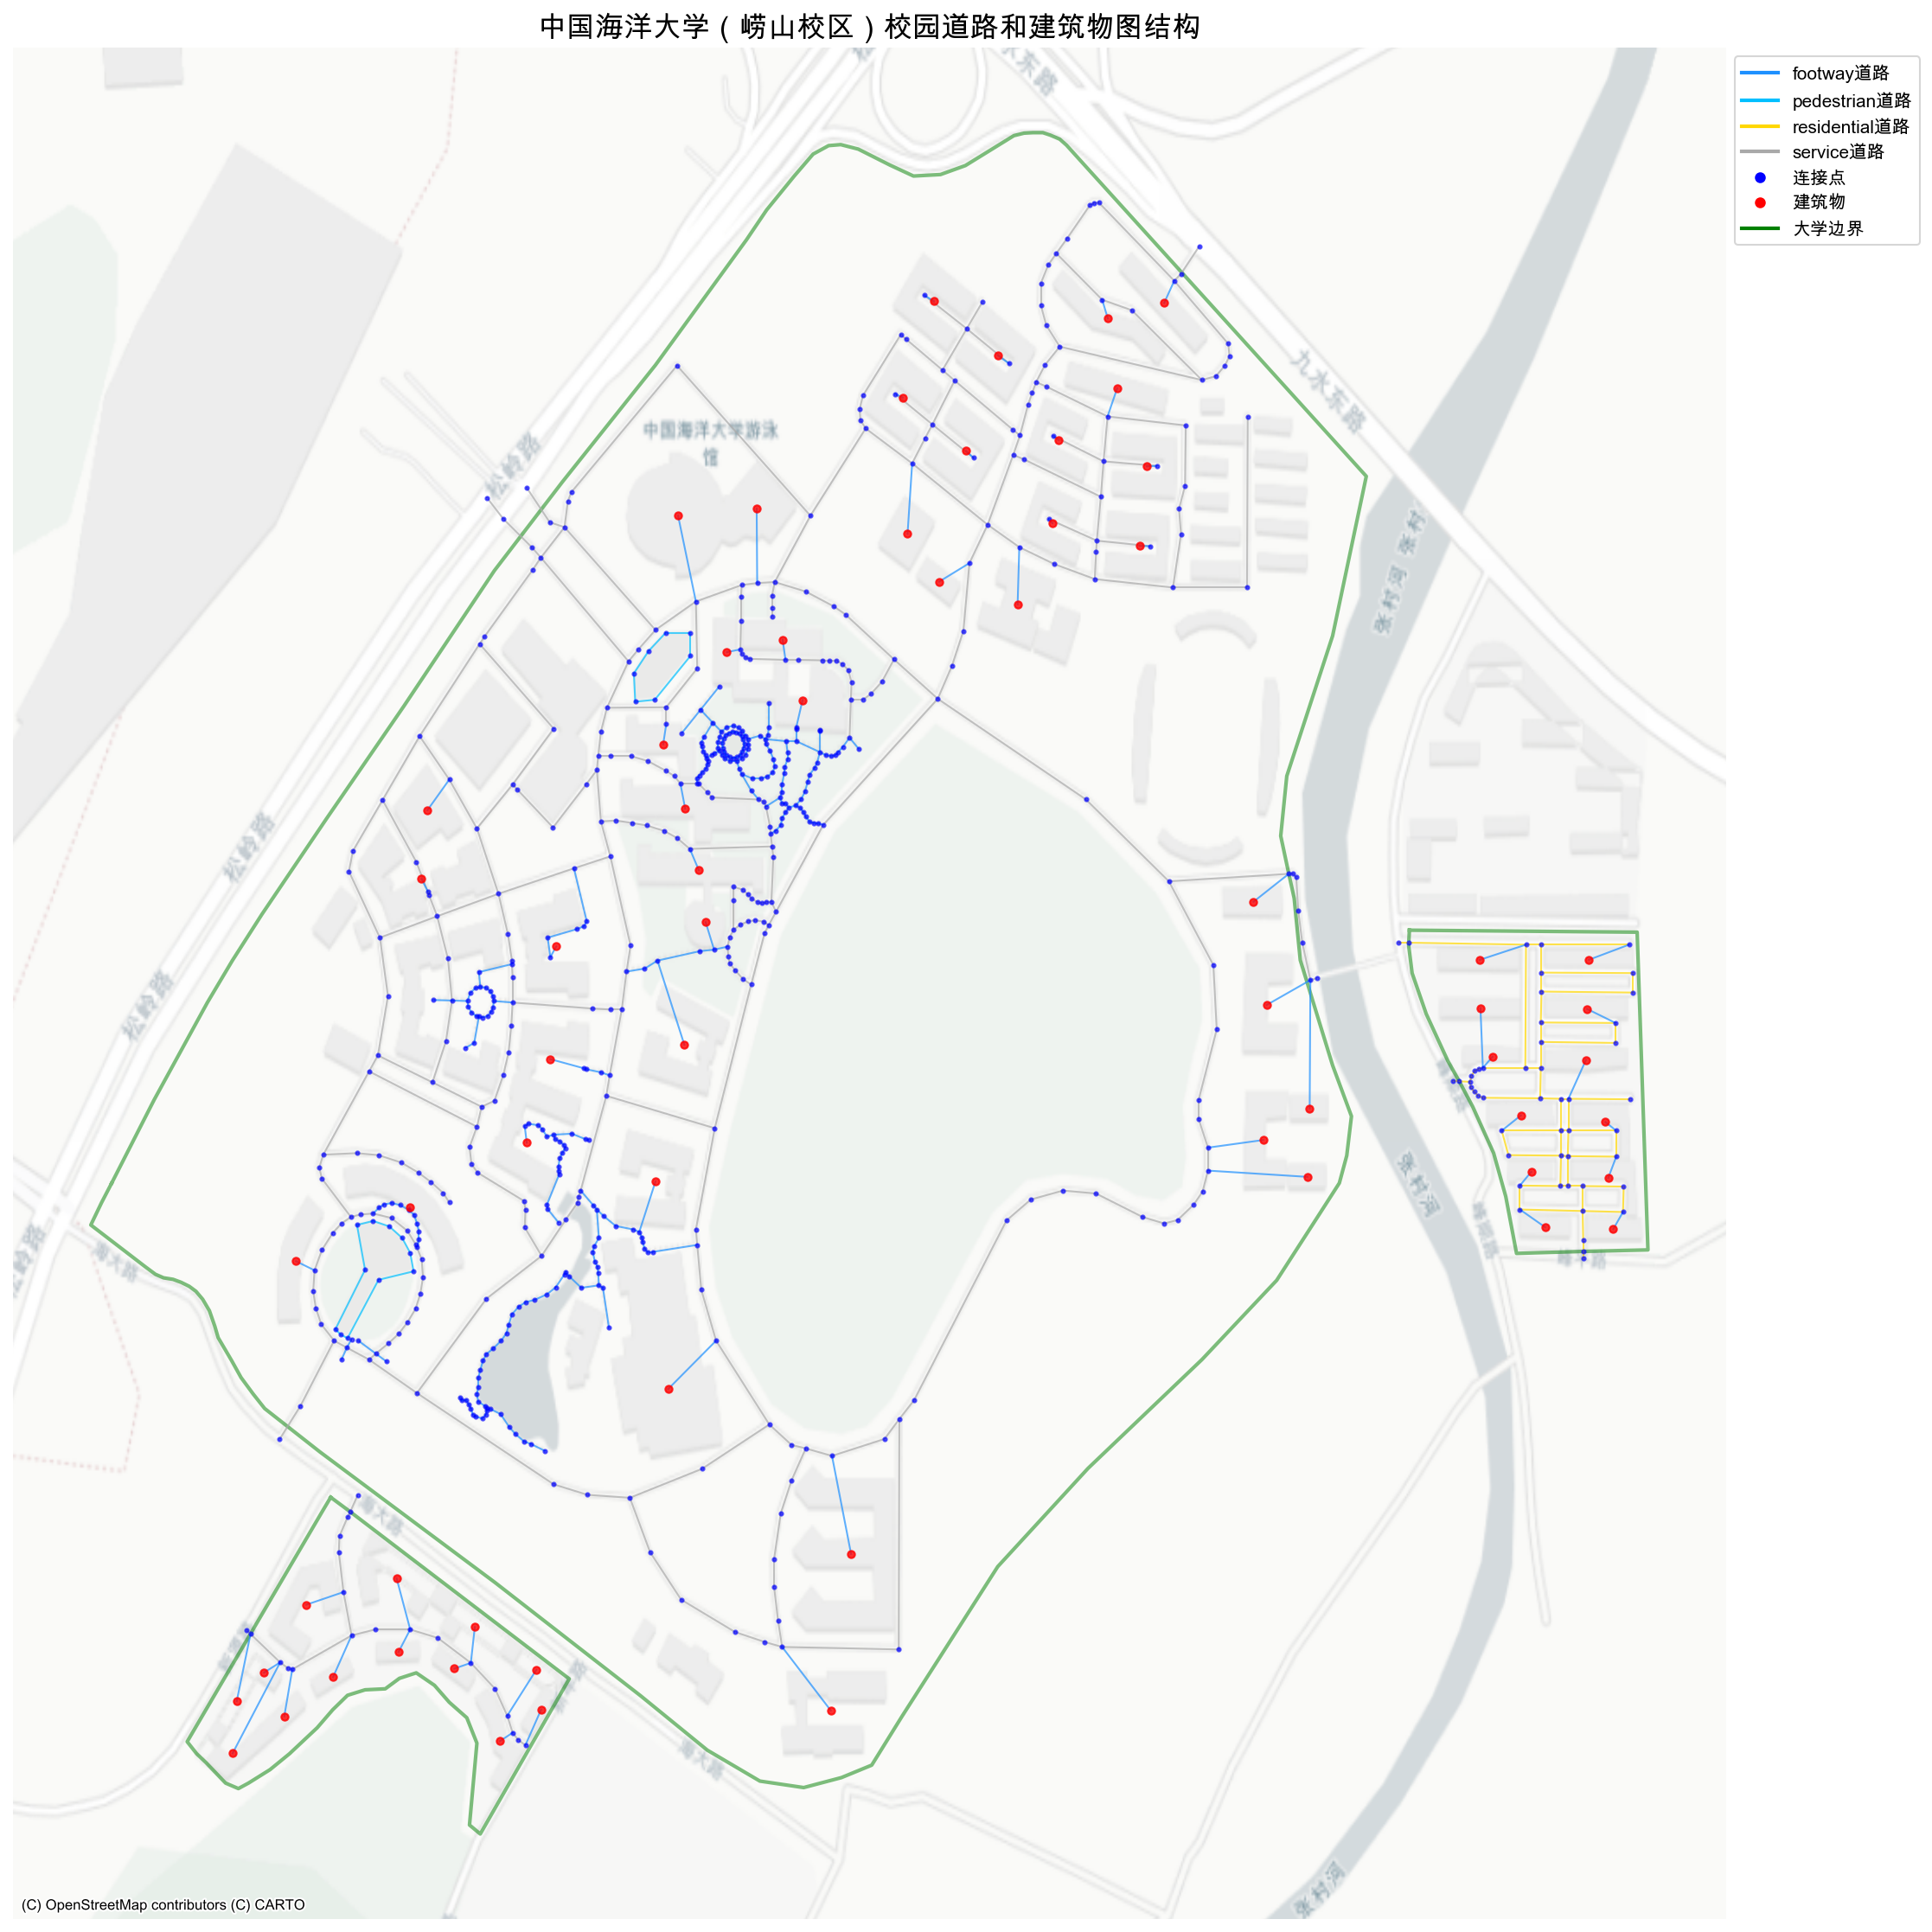 中国海洋大学（崂山校区）校园道路和建筑物图结构
footway道路
pedestrian道路
residential道路
service道路
连接点
建筑物
大学边界
水东路
九水东路
中国海洋大学游泳
馆
松岭路
张村河 张村
松岭路
松岭路
张村河
松岭路
海大路
海大路
海大路
张村河
(C) OpenStreetMap contributors (C) CARTO